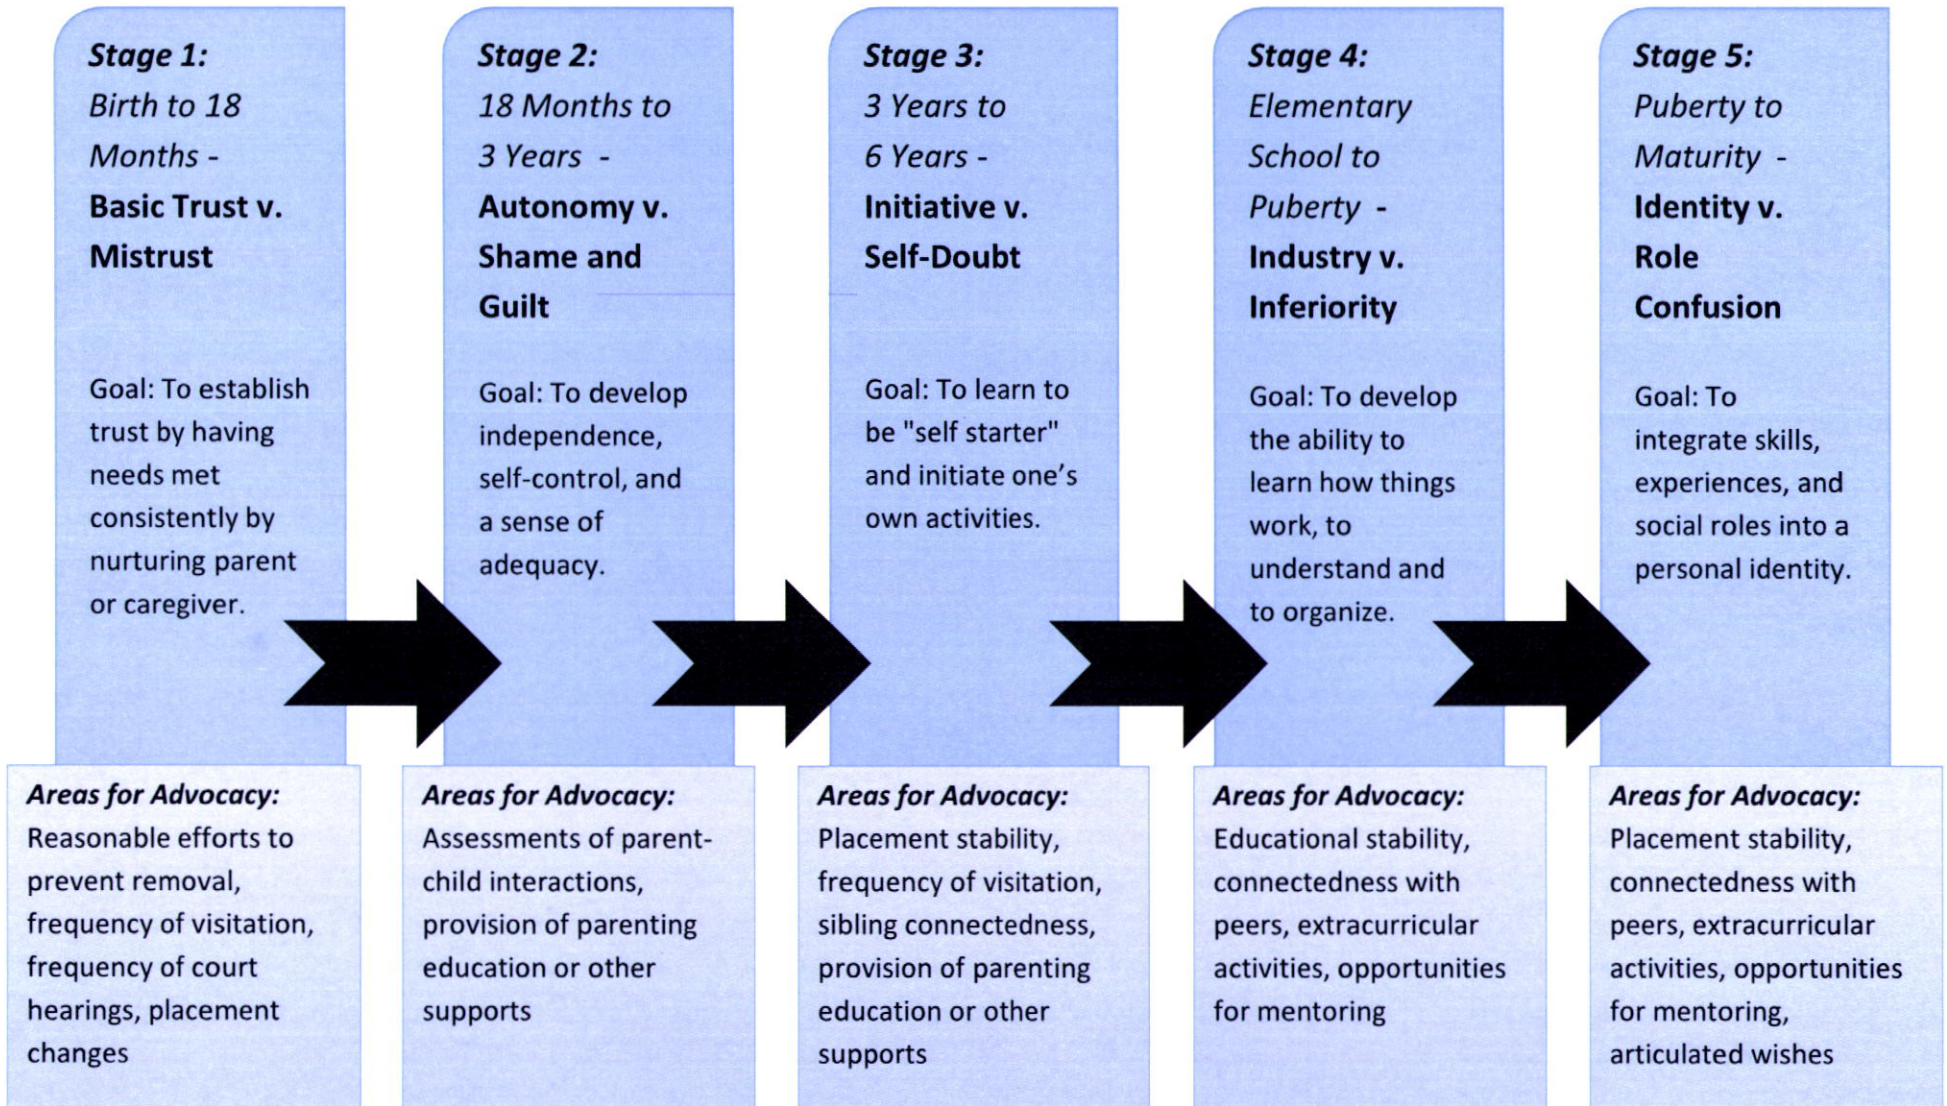 Stage 1:
Birth to 18
Months -
Basic Trust v.
Mistrust
Goal: To establish
trust by having
needs met
consistently by
nurturing parent
or caregiver.
Areas for Advocacy:
Reasonable efforts to
prevent removal,
frequency of visitation,
frequency of court
hearings, placement
changes
Stage 2:
18 Months to
3 Years -
Autonomy v.
Shame and
Guilt
Goal: To develop
independence,
self-control, and
a sense of
adequacy.
Areas for Advocacy:
Assessments of parent-
child interactions,
provision of parenting
education or other
supports
Stage 3:
3 Years to
6 Years -
Initiative v.
Self-Doubt
Goal: To learn to
be "self starter"
and initiate one’s
own activities.
Areas for Advocacy:
Placement stability,
frequency of visitation,
sibling connectedness,
provision of parenting
education or other
supports
Stage 4:
Elementary
School to
Puberty -
Industry v.
Inferiority
Goal: To develop
the ability to
learn how things
work, to
understand and
to organize.
Areas for Advocacy:
Educational stability,
connectedness with
peers, extracurricular
activities, opportunities
for mentoring
Stage 5:
Puberty to
Maturity -
Identity v.
Role
Confusion
Goal: To
integrate skills,
experiences, and
social roles into a
personal identity.
Areas for Advocacy:
Placement stability,
connectedness with
peers, extracurricular
activities, opportunities
for mentoring,
articulated wishes